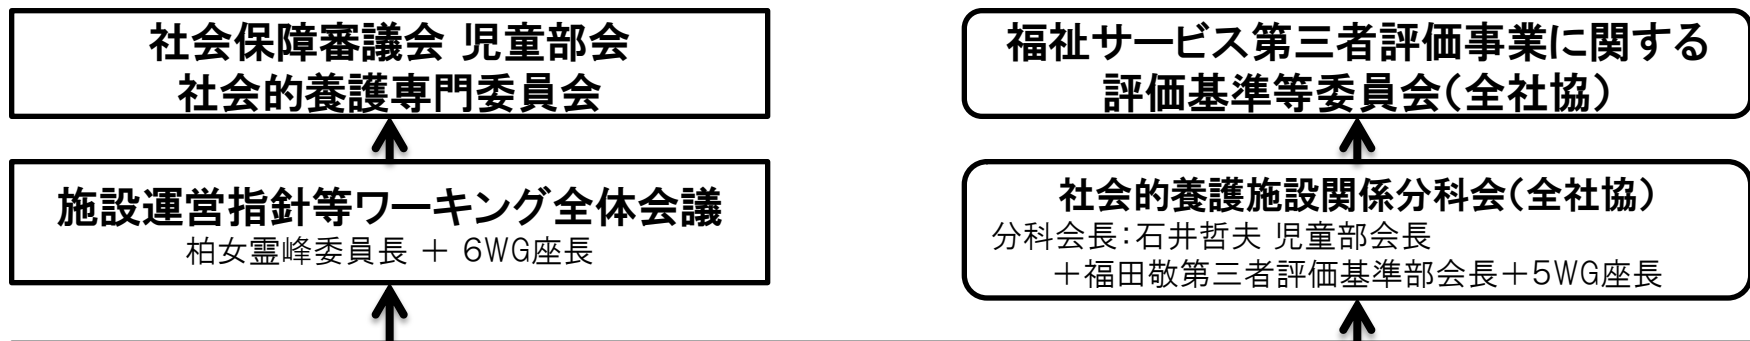 社会保障審議会 児童部会
社会的養護専門委員会
施設運営指針等ワーキング全体会議
柏女霊峰委員長 ＋ 6WG座長
福祉サービス第三者評価事業に関する
評価基準等委員会(全社協)
社会的養護施設関係分科会(全社協)
分科会長:石井哲夫 児童部会長
＋福田敬第三者評価基準部会長＋5WG座長